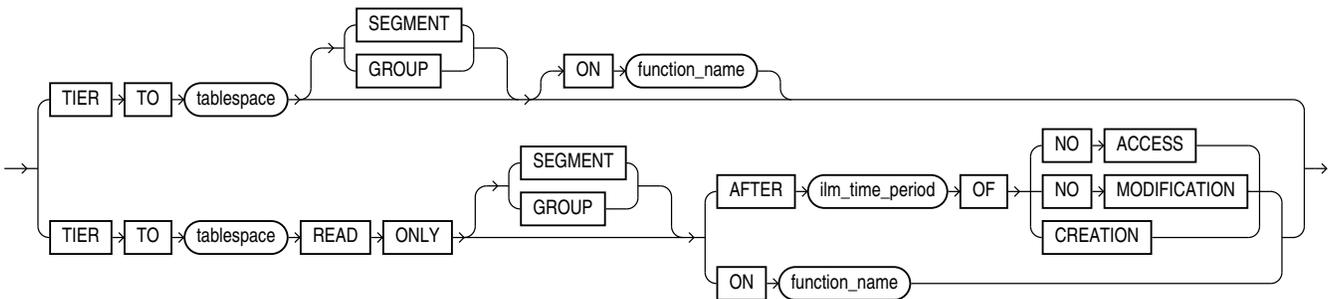 SEGMENT
GROUP
ON function_name
TIER TO tablespace
NO ACCESS
SEGMENT
GROUP
AFTER ilm_time_period OF NO MODIFICATION
TIER TO tablespace READ ONLY CREATION
ON function_name